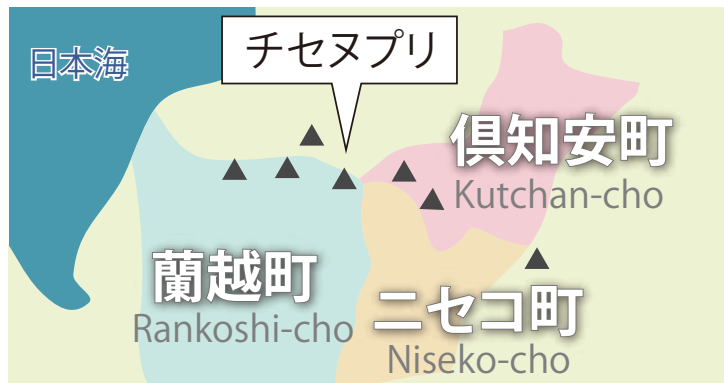 日本海
チセヌプリ
倶知安町
Kutchan-cho
蘭越町
Rankoshi-cho
ニセコ町
Niseko-cho